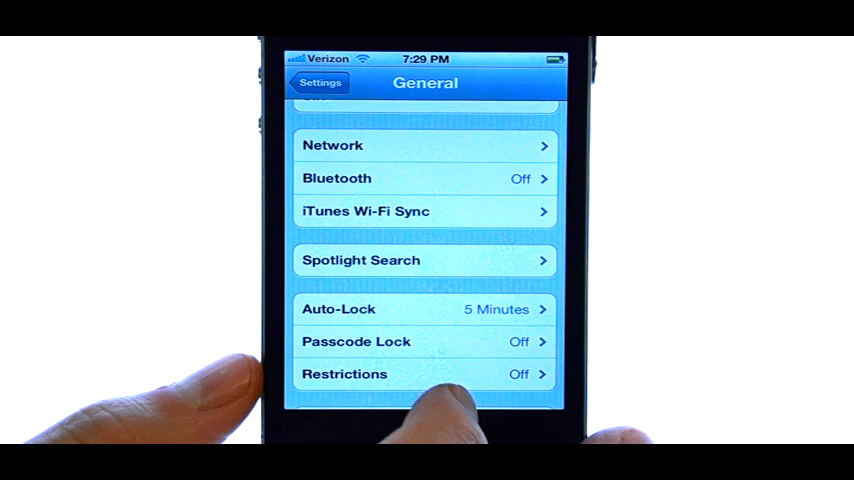 Verizon 7:29 PM
Settings General
Network
Bluetooth Off
iTunes Wi-Fi Sync
Spotlight Search
Auto-Lock 5 Minutes
Passcode Lock Off
Restrictions Off